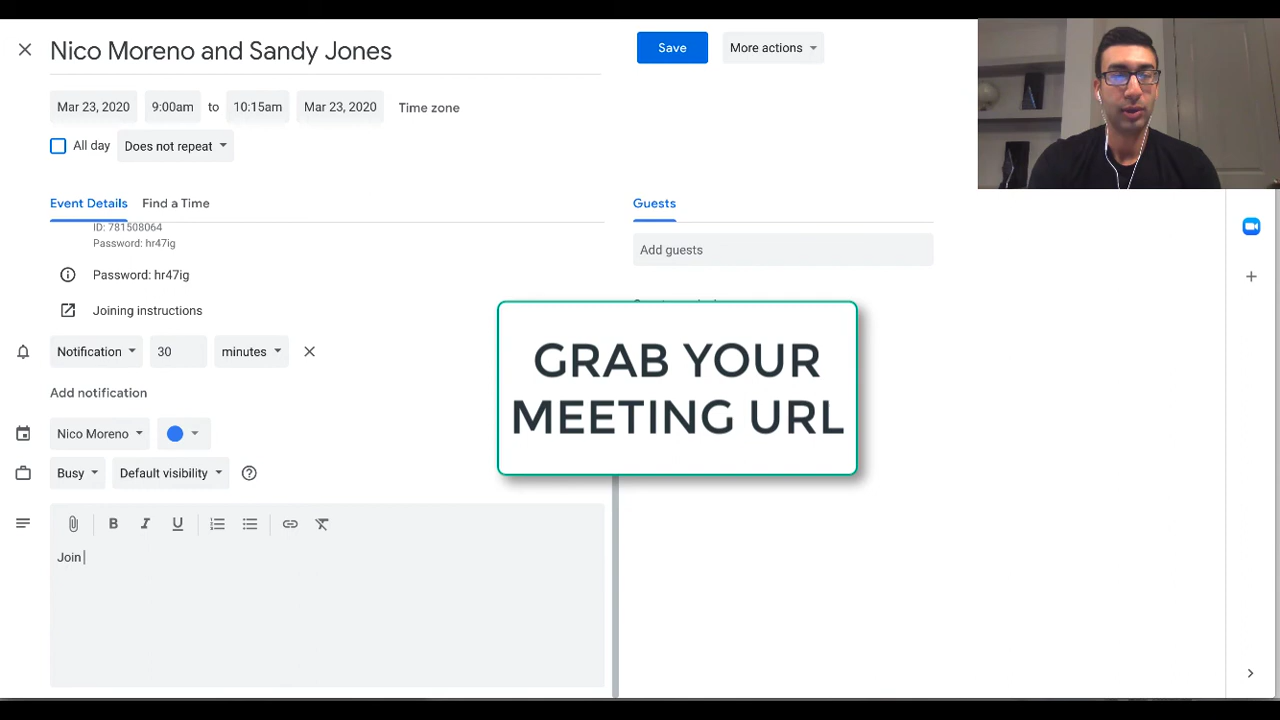 Nico Moreno and Sandy Jones
Save
More actions
Mar 23, 2020 9:00am to 10:15am Mar 23, 2020 Time zone
All day Does not repeat
Event Details Find a Time
Guests
ID: 781508064
Password: hr47ig
Add guests
Password: hr47ig
Joining instructions
GRAB YOUR
MEETING URL
Notification 30 minutes
Add notification
Nico Moreno
Busy Default visibility
B I U
Join